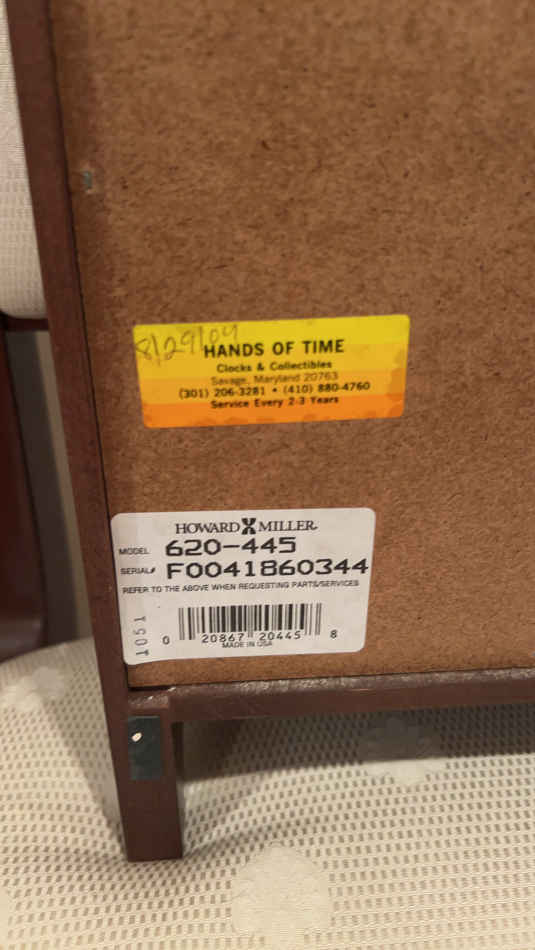 8/29/04
HANDS OF TIME
Clocks & Collectibles
Savage, Maryland 20763
(301) 206-3281 • (410) 880-4760
Service Every 2-3 Years
HOWARD MILLER
MODEL 620-445
SERIAL# F0041860344
REFER TO THE ABOVE WHEN REQUESTING PARTS/SERVICES
1051
0 20867 20445 8
MADE IN USA